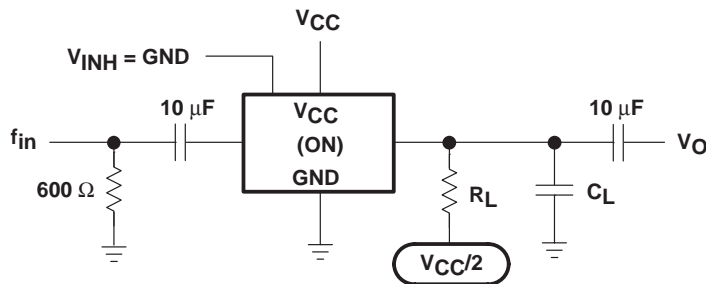 VCC
VINH = GND
10 μF
VCC
10 μF
fin
(ON)
VO
GND
600 Ω
RL
CL
VCC/2